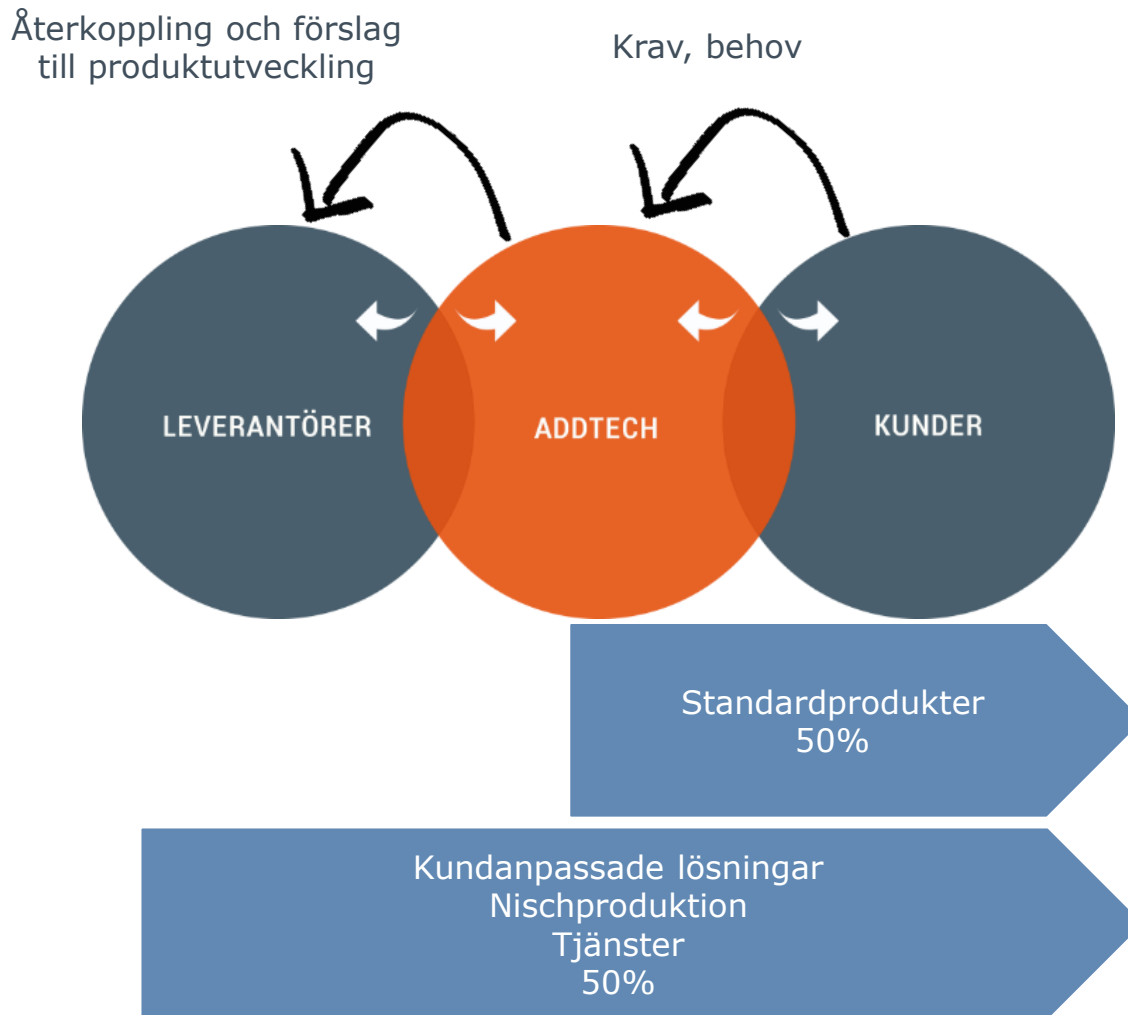 Återkoppling och förslag
till produktutveckling
Krav, behov
LEVERANTÖRER
ADDTECH
KUNDER
Standardprodukter
50%
Kundanpassade lösningar
Nischproduktion
Tjänster
50%